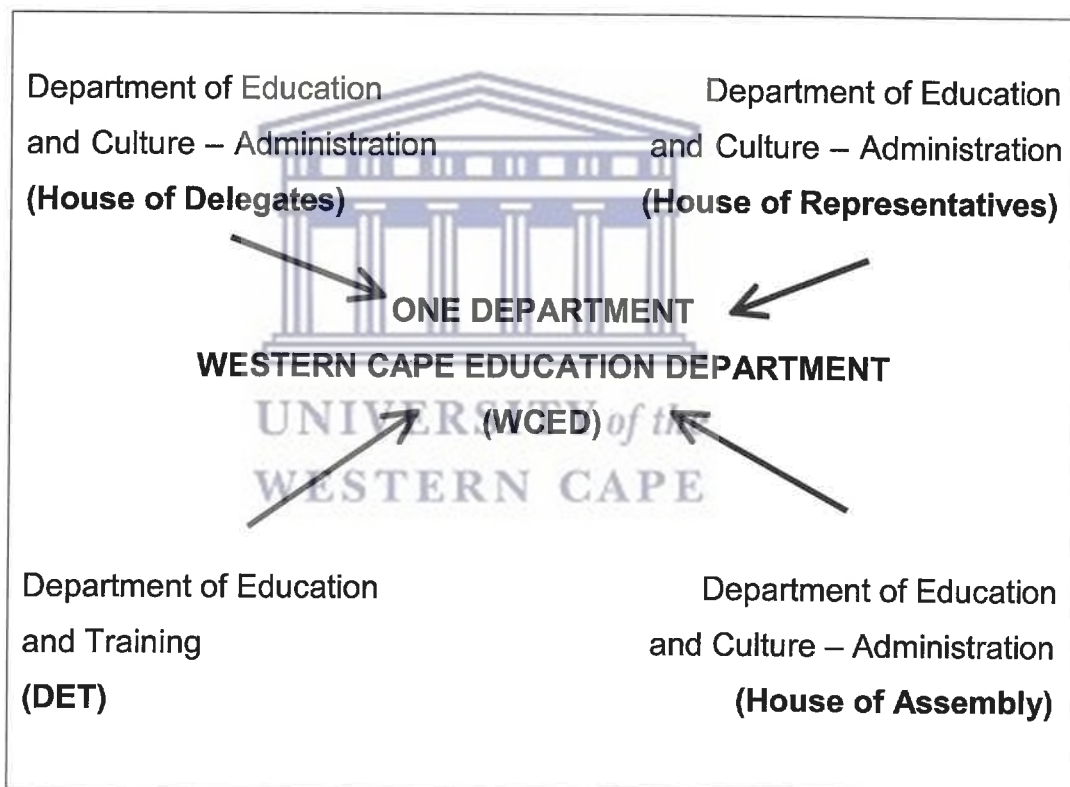 Department of Education
and Culture – Administration
(House of Delegates)
Department of Education
and Culture – Administration
(House of Representatives)
ONE DEPARTMENT
WESTERN CAPE EDUCATION DEPARTMENT
(WCED)
UNIVERSITY of the
WESTERN CAPE
Department of Education
and Training
(DET)
Department of Education
and Culture – Administration
(House of Assembly)